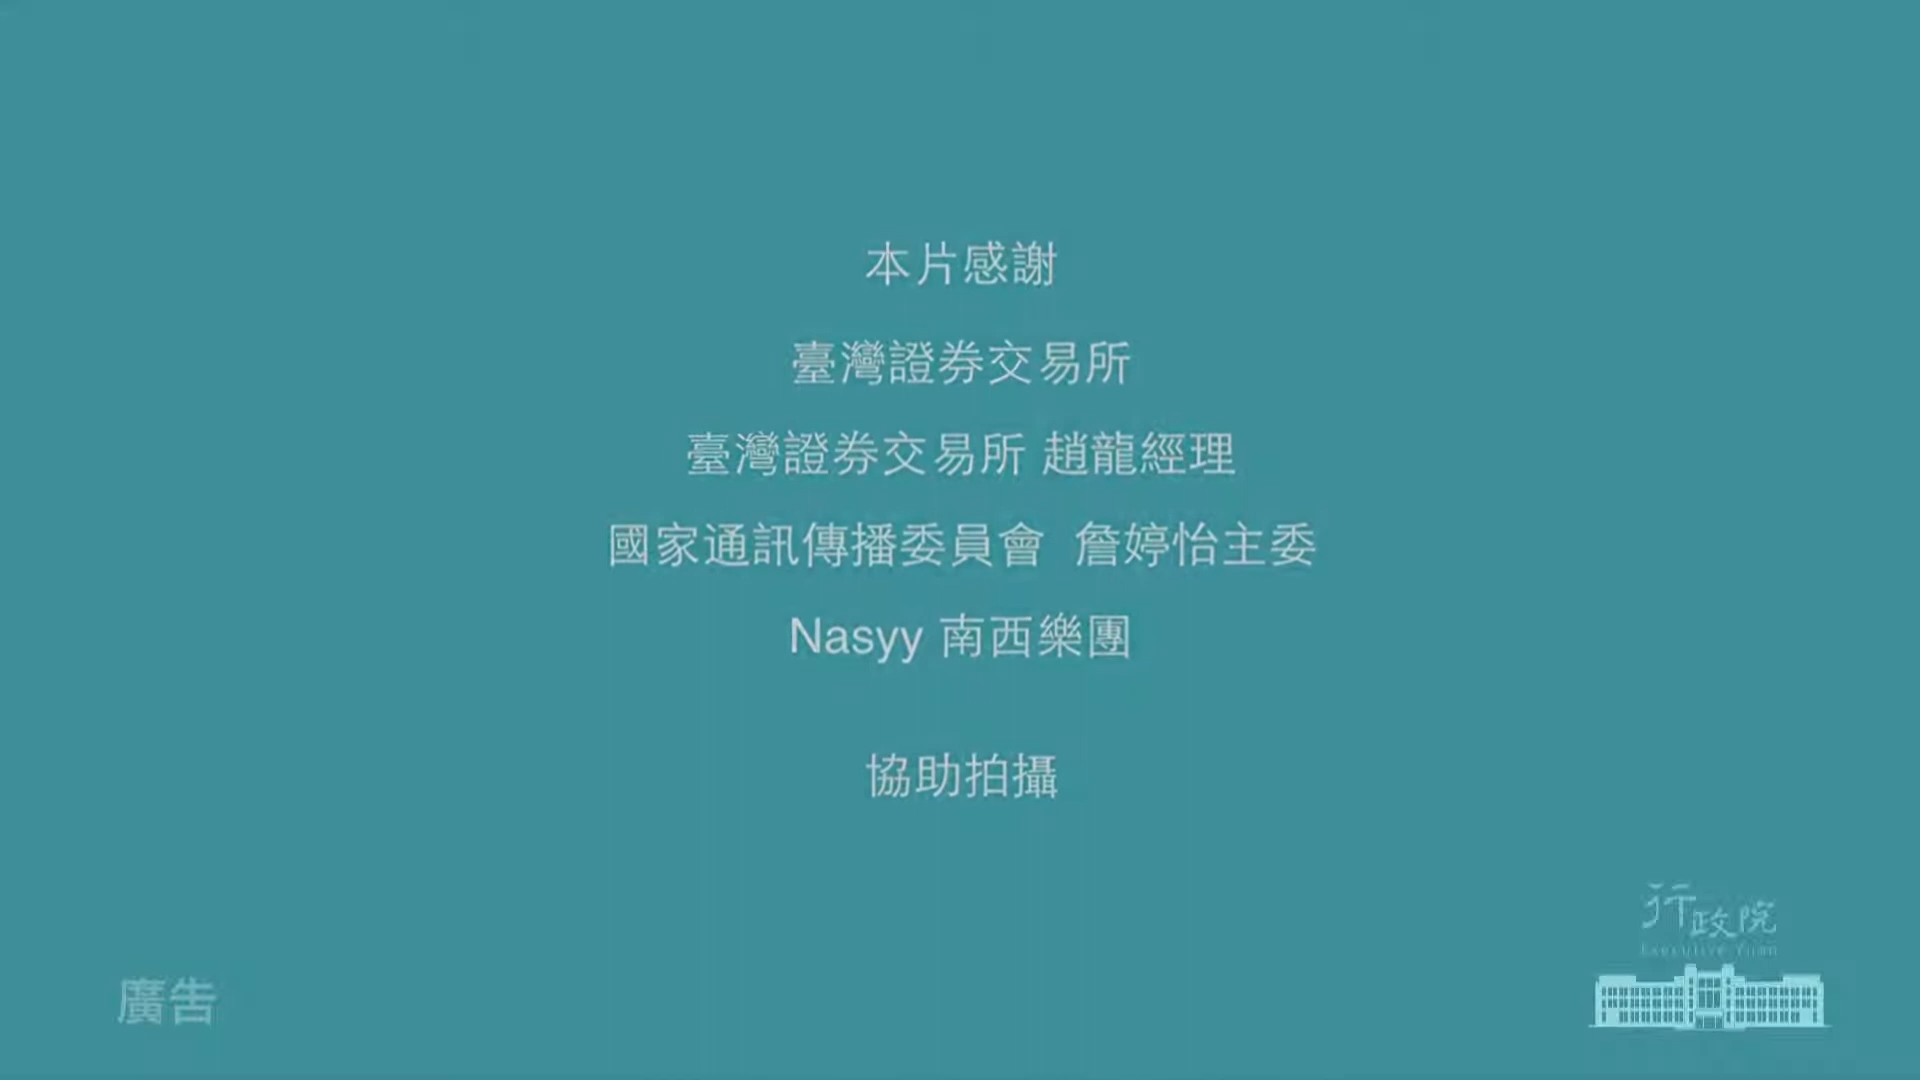 本片感謝
臺灣證券交易所
臺灣證券交易所 趙龍經理
國家通訊傳播委員會 詹婷怡主委
Nasyy 南西樂團
協助拍攝
行政院
Executive Yuan
廣告